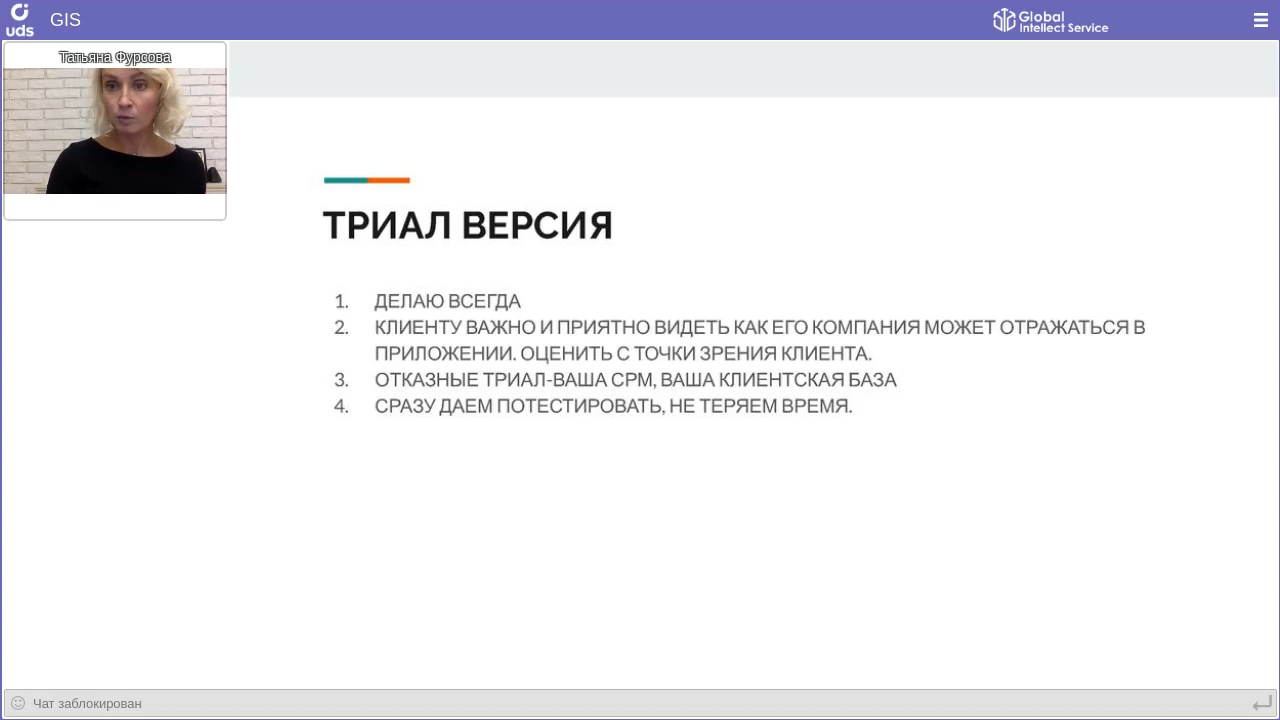 uds
GIS
Global
Intellect Service
Татьяна Фурсова
ТРИАЛ ВЕРСИЯ
1. ДЕЛАЮ ВСЕГДА
2. КЛИЕНТУ ВАЖНО И ПРИЯТНО ВИДЕТЬ КАК ЕГО КОМПАНИЯ МОЖЕТ ОТРАЖАТЬСЯ В
ПРИЛОЖЕНИИ. ОЦЕНИТЬ С ТОЧКИ ЗРЕНИЯ КЛИЕНТА.
3. ОТКАЗНЫЕ ТРИАЛ-ВАША СРМ, ВАША КЛИЕНТСКАЯ БАЗА
4. СРАЗУ ДАЕМ ПОТЕСТИРОВАТЬ, НЕ ТЕРЯЕМ ВРЕМЯ.
Чат заблокирован